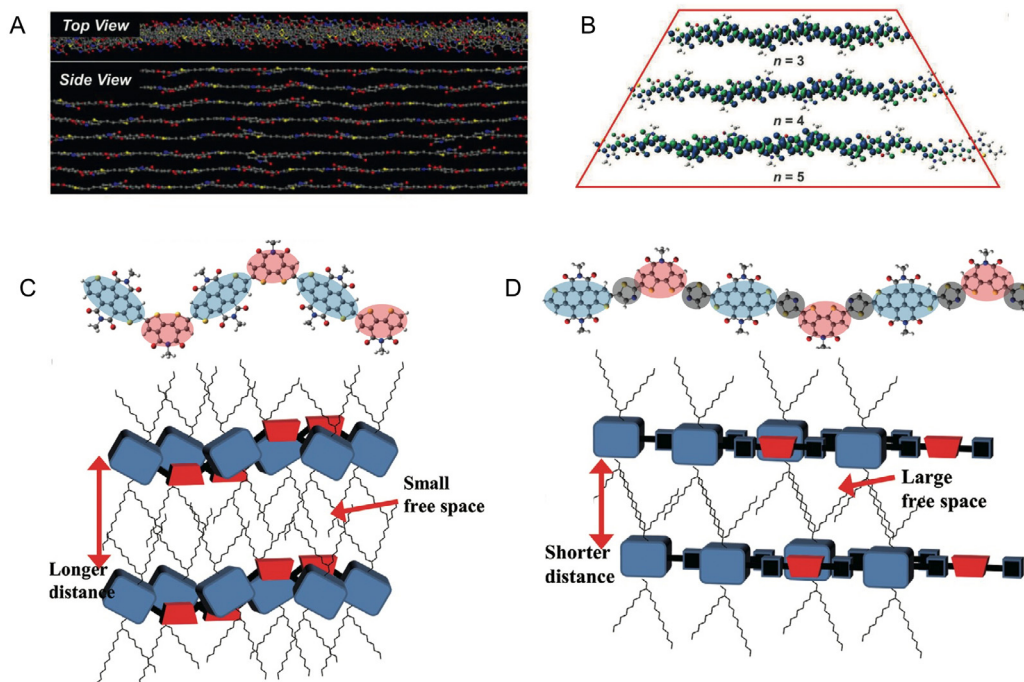 A
Top View
Side View
B
n = 3
n = 4
n = 5
C
Small
free space
Longer
distance
D
Large
free space
Shorter
distance